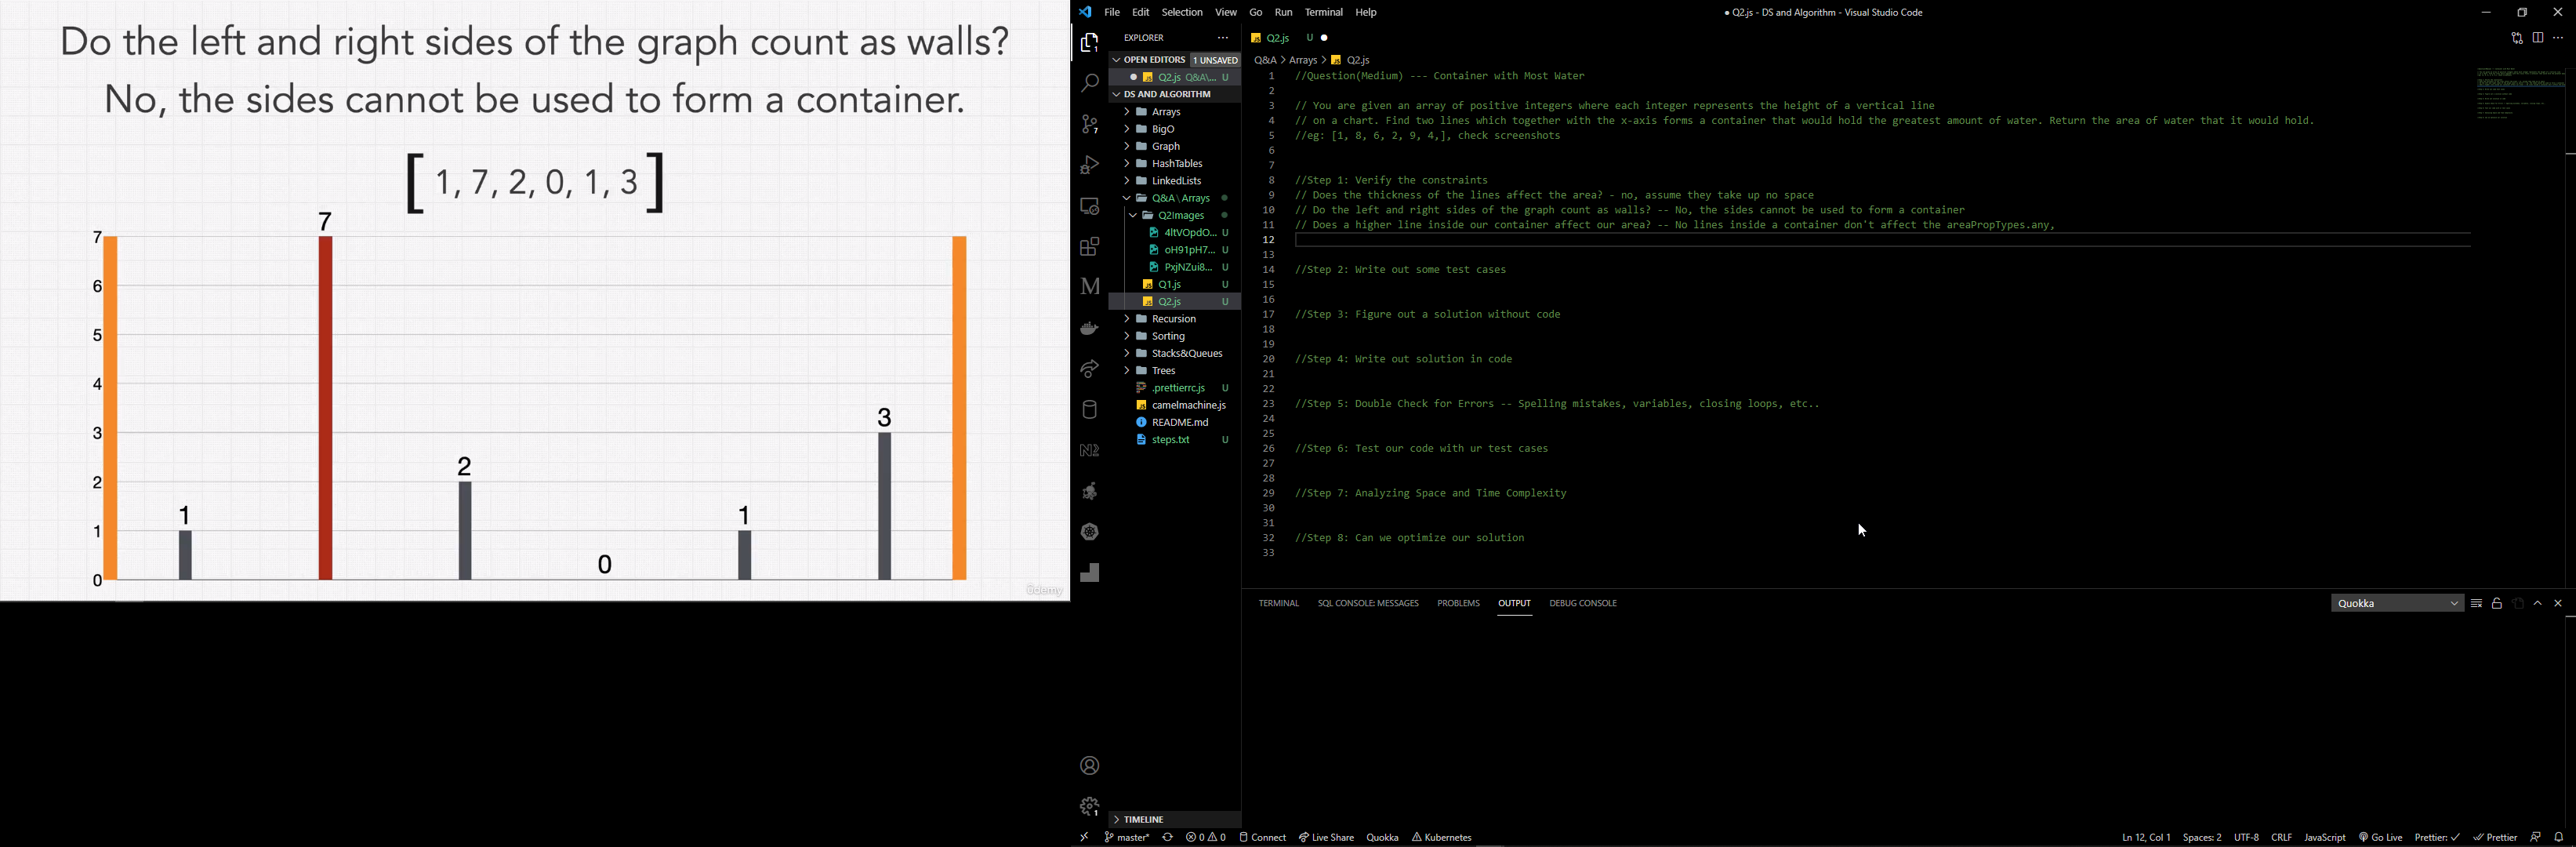 Do the left and right sides of the graph count as walls?
No, the sides cannot be used to form a container.
[ 1, 7, 2, 0, 1, 3 ]
7
7
6
5
4
3
3
2
2
1
1
1
0
0
ûdemy
File Edit Selection View Go Run Terminal Help
● Q2.js - DS and Algorithm - Visual Studio Code
EXPLORER
OPEN EDITORS 1 UNSAVED
Q2.js Q&A\... U
DS AND ALGORITHM
Arrays
BigO
Graph
HashTables
LinkedLists
Q&A \ Arrays
Q2Images
4ltVOpdO... U
oH91pH7... U
PxjNZui8... U
Q1.js U
Q2.js U
Recursion
Sorting
Stacks&Queues
Trees
.prettierrc.js U
camelmachine.js
README.md
steps.txt U
TIMELINE
Q2.js U
Q&A > Arrays > Q2.js
1 //Question(Medium) --- Container with Most Water
2
3 // You are given an array of positive integers where each integer represents the height of a vertical line
4 // on a chart. Find two lines which together with the x-axis forms a container that would hold the greatest amount of water. Return the area of water that it would hold.
5 //eg: [1, 8, 6, 2, 9, 4,], check screenshots
6
7
8 //Step 1: Verify the constraints
9 // Does the thickness of the lines affect the area? - no, assume they take up no space
10 // Do the left and right sides of the graph count as walls? -- No, the sides cannot be used to form a container
11 // Does a higher line inside our container affect our area? -- No lines inside a container don't affect the areaPropTypes.any,
12
13
14 //Step 2: Write out some test cases
15
16
17 //Step 3: Figure out a solution without code
18
19
20 //Step 4: Write out solution in code
21
22
23 //Step 5: Double Check for Errors -- Spelling mistakes, variables, closing loops, etc..
24
25
26 //Step 6: Test our code with ur test cases
27
28
29 //Step 7: Analyzing Space and Time Complexity
30
31
32 //Step 8: Can we optimize our solution
33
TERMINAL SQL CONSOLE: MESSAGES PROBLEMS OUTPUT DEBUG CONSOLE
Quokka
master* 0 0 Connect Live Share Quokka Kubernetes
Ln 12, Col 1 Spaces: 2 UTF-8 CRLF JavaScript Go Live Prettier: ✓ Prettier